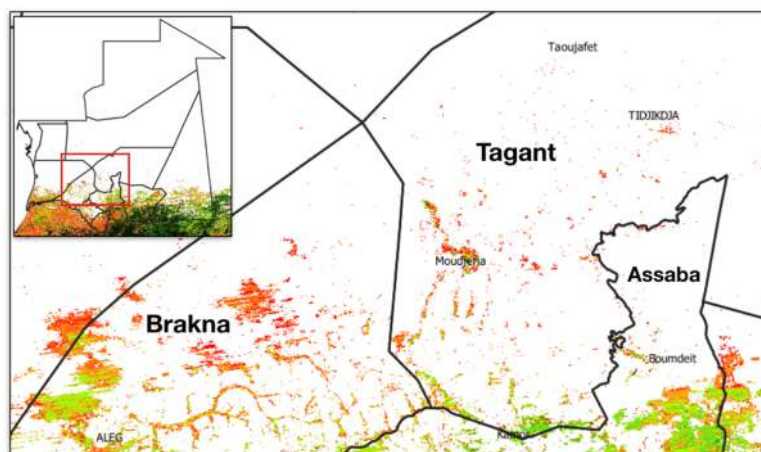 Taoujafet
TIDJIKDJA
Tagant
Moudjeria
Assaba
Brakna
Boumdeit
ALEG